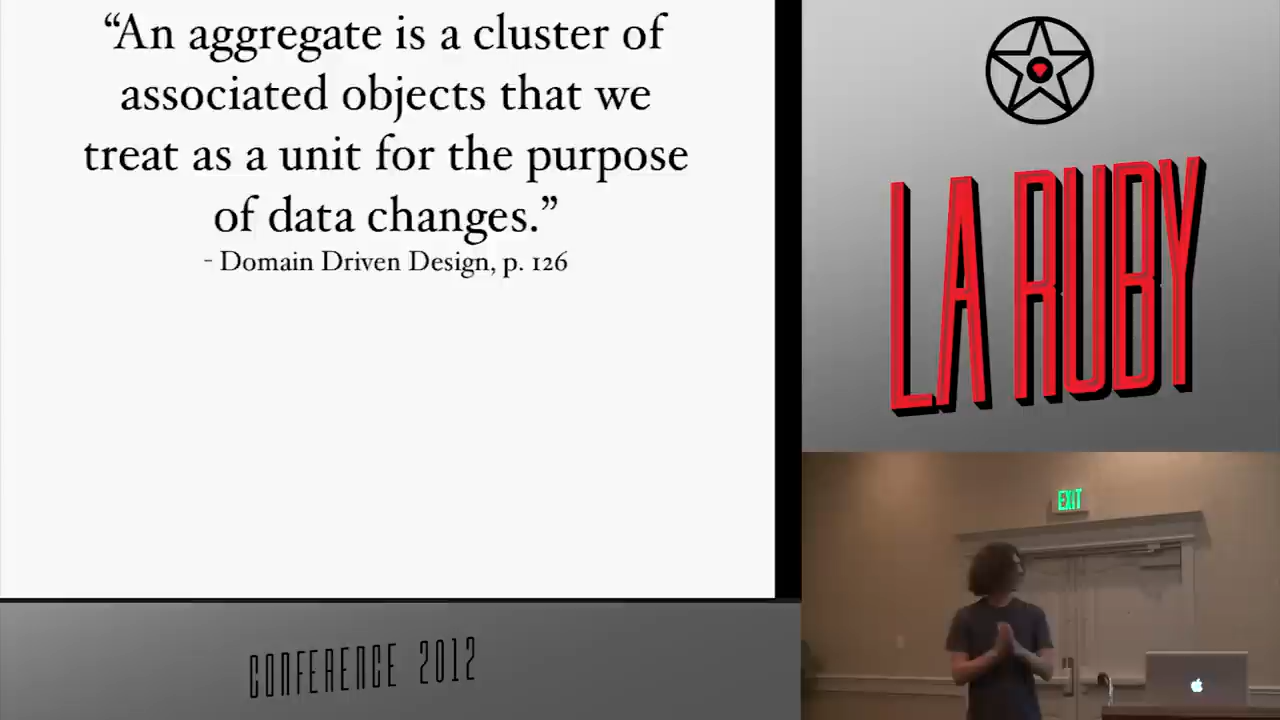 “An aggregate is a cluster of
associated objects that we
treat as a unit for the purpose
of data changes.”
- Domain Driven Design, p. 126
LA RUBY
EXIT
CONFERENCE 2012